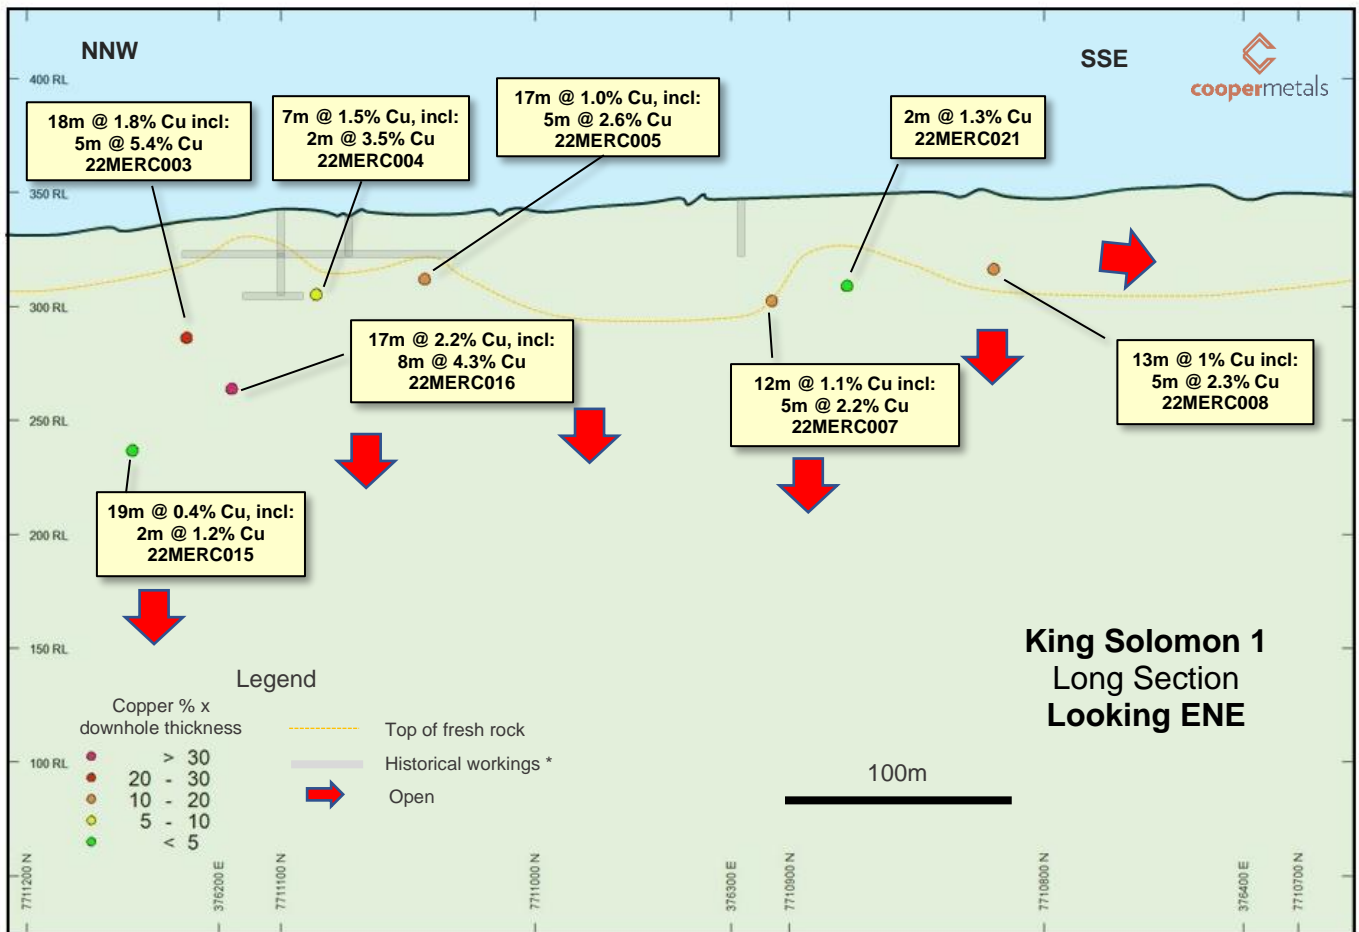 NNW
SSE
coopermetals
400 RL
350 RL
300 RL
250 RL
200 RL
150 RL
100 RL
18m @ 1.8% Cu incl:
5m @ 5.4% Cu
22MERC003
7m @ 1.5% Cu, incl:
2m @ 3.5% Cu
22MERC004
17m @ 1.0% Cu, incl:
5m @ 2.6% Cu
22MERC005
2m @ 1.3% Cu
22MERC021
17m @ 2.2% Cu, incl:
8m @ 4.3% Cu
22MERC016
12m @ 1.1% Cu incl:
5m @ 2.2% Cu
22MERC007
13m @ 1% Cu incl:
5m @ 2.3% Cu
22MERC008
19m @ 0.4% Cu, incl:
2m @ 1.2% Cu
22MERC015
King Solomon 1
Long Section
Looking ENE
Legend
Copper % x
downhole thickness
> 30
20 - 30
10 - 20
5 - 10
< 5
Top of fresh rock
Historical workings *
Open
100m
7711200 N
376200 E
7711100 N
7711000 N
376300 E
7710900 N
7710800 N
376400 E
7710700 N